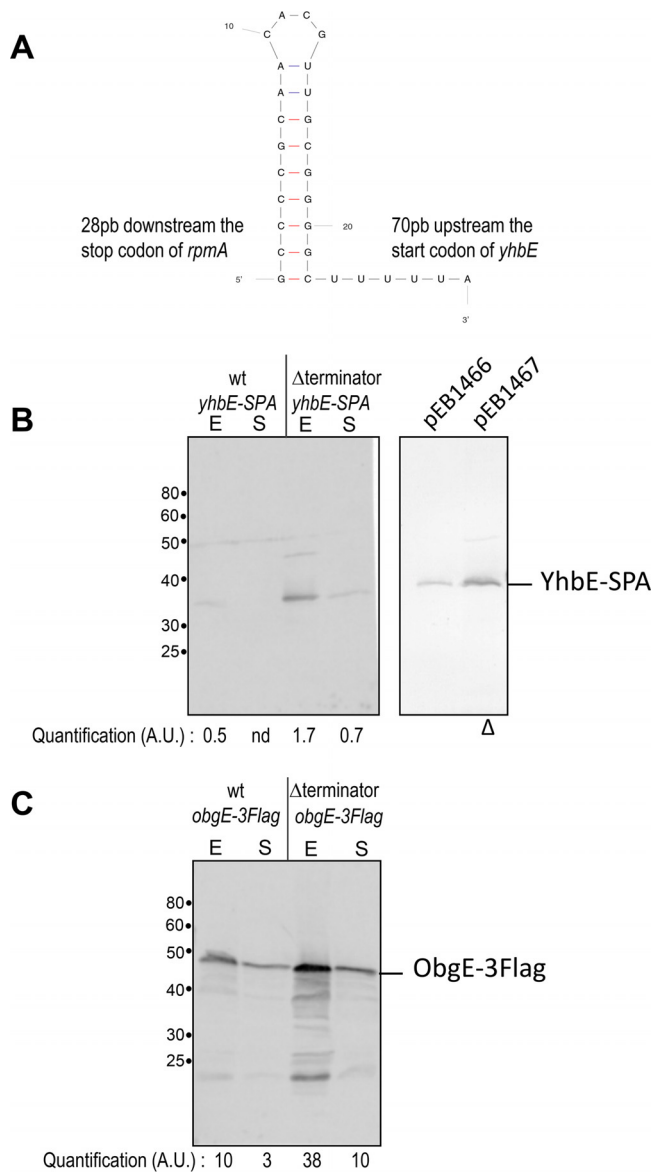 A
A C
10 C G
A U
A U
C G
G C
C G
C G
28pb downstream the
stop codon of rpmA
C G 20
70pb upstream the
start codon of yhbE
C G
5' G C U U U U U A
3'
B
wt
yhbE-SPA
E S
Δterminator
yhbE-SPA
E S
pEB1466
pEB1467
80
60
50
40
30
25
YhbE-SPA
Quantification (A.U.) : 0.5 nd 1.7 0.7
Δ
C
wt
obgE-3Flag
E S
Δterminator
obgE-3Flag
E S
80
60
50
40
30
25
ObgE-3Flag
Quantification (A.U.) : 10 3 38 10